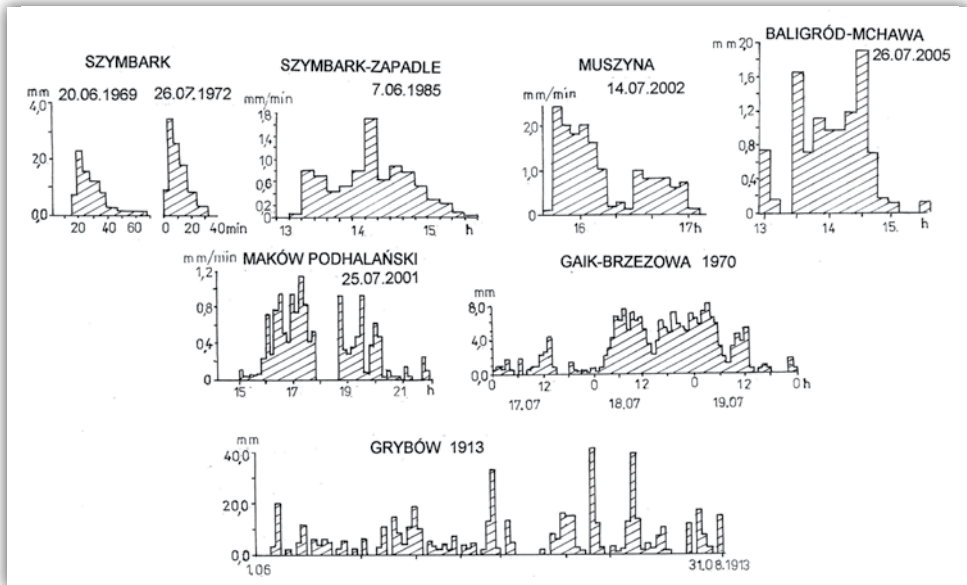 SZYMBARK
20.06.1969 26.07.1972
mm
4,0
2,0
0,0
20 40 60 0 20 40 min
SZYMBARK-ZAPADLE
7.06.1985
mm/min
1,8
1,4
1,0
0,6
0,2
0
13 14. 15. h
MUSZYNA
14.07.2002
mm/min
2,0
1,0
0
16. 17h
BALIGRÓD-MCHAWA
26.07.2005
mm 2,0
1,6
1,2
0,8
0,4
0
13 14 15 h
MAKÓW PODHALAŃSKI
25.07.2001
mm/min
1,2
0,8
0,4
0
15 17 19. 21 h
GAIK-BRZEZOWA 1970
mm
8,0
4,0
0,0
0 12 0 12 0 12 0 h
17.07 18.07 19.07
GRYBÓW 1913
mm
40,0
20,0
0,0
1.06 31.08.1913